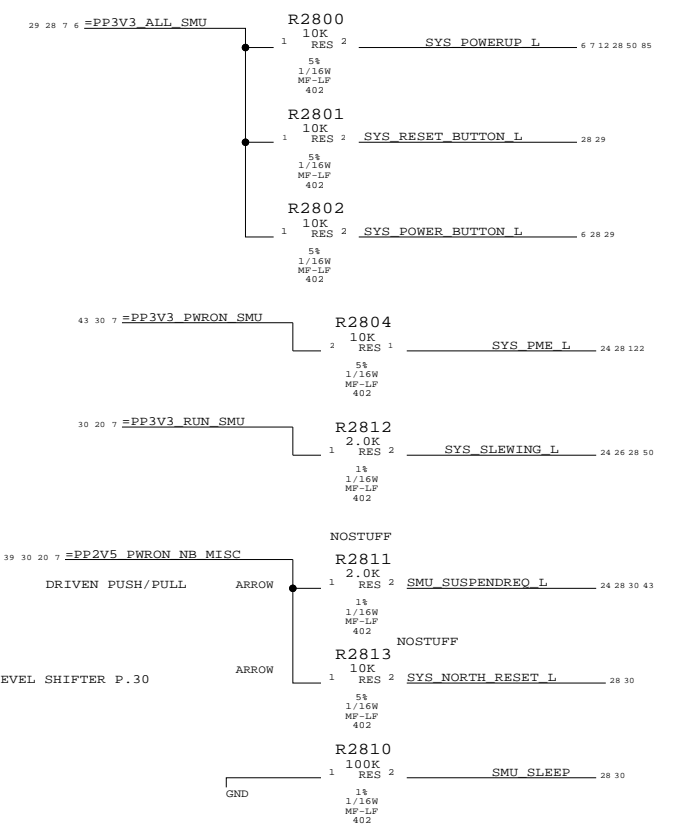 R2800
29 28 7 6 =PP3V3_ALL_SMU
10K
1 RES 2 SYS_POWERUP_L 6 7 12 28 50 85
5%
1/16W
MF-LF
402
R2801
10K
1 RES 2 SYS_RESET_BUTTON_L 28 29
5%
1/16W
MF-LF
402
R2802
10K
1 RES 2 SYS_POWER_BUTTON_L 6 28 29
5%
1/16W
MF-LF
402
43 30 7 =PP3V3_PWRON_SMU
R2804
10K
2 RES 1 SYS_PME_L 24 28 122
5%
1/16W
MF-LF
402
30 20 7 =PP3V3_RUN_SMU
R2812
2.0K
1 RES 2 SYS_SLEWING_L 24 26 28 50
1%
1/16W
MF-LF
402
NOSTUFF
39 30 20 7 =PP2V5_PWRON_NB_MISC
R2811
2.0K
DRIVEN PUSH/PULL ARROW 1 RES 2 SMU_SUSPENDREQ_L 24 28 30 43
1%
1/16W
MF-LF
402
NOSTUFF
R2813
10K
EVEL SHIFTER P.30 ARROW 1 RES 2 SYS_NORTH_RESET_L 28 30
5%
1/16W
MF-LF
402
R2810
100K
1 RES 2 SMU_SLEEP 28 30
GND
1%
1/16W
MF-LF
402